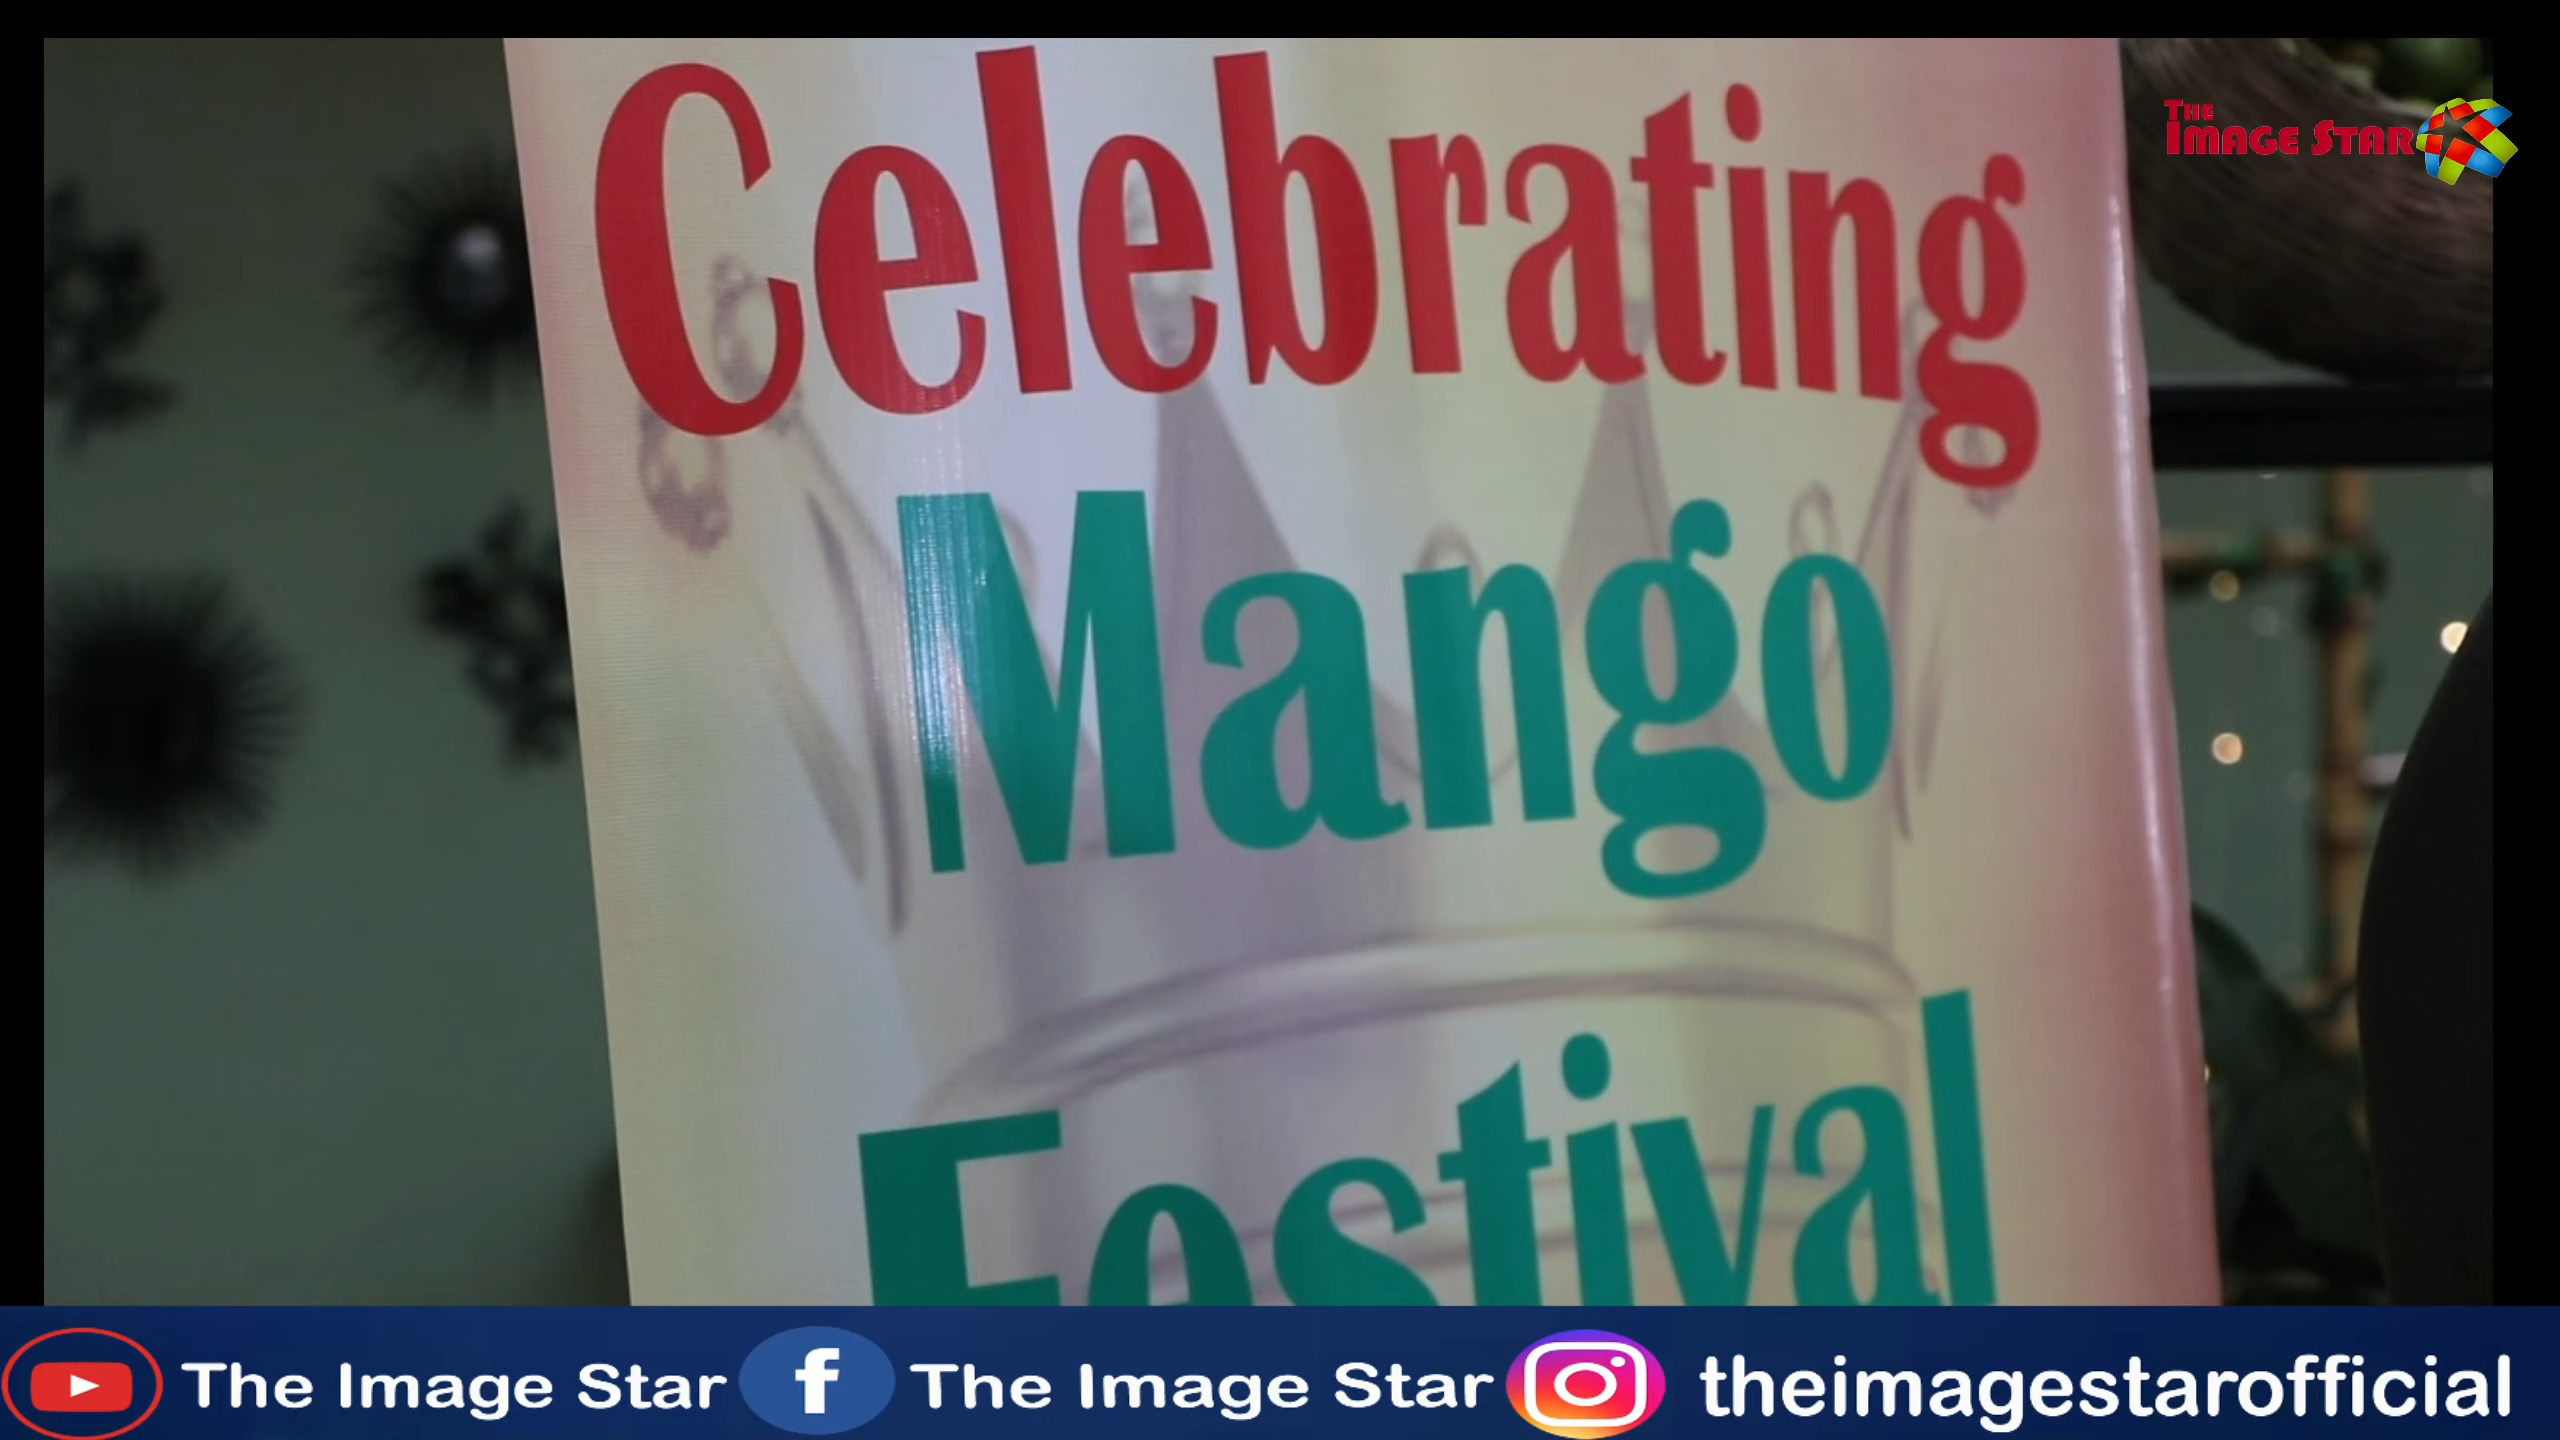 Celebrating
Mango
Festival
THE
IMAGE STAR
The Image Star
The Image Star
theimagestarofficial